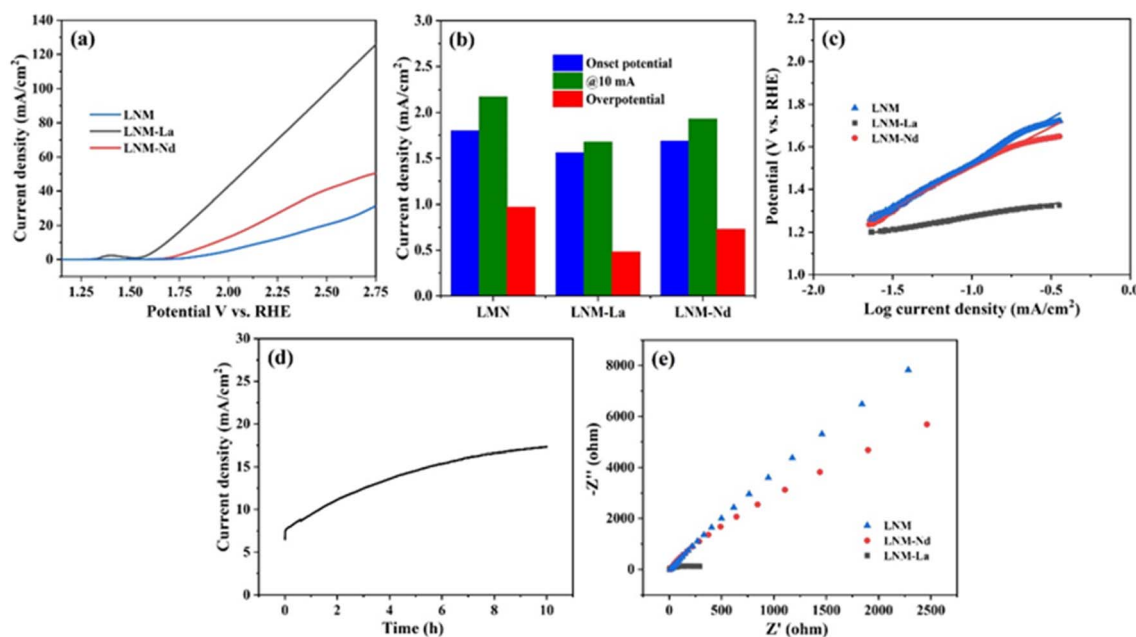 (a)
Current density (mA/cm²)
140
120
100
80
60
40
20
0
LNM
LNM-La
LNM-Nd
1.25 1.50 1.75 2.00 2.25 2.50 2.75
Potential V vs. RHE
(b)
Current density (mA/cm²)
3.0
2.5
2.0
1.5
1.0
0.5
0.0
Onset potential
@10 mA
Overpotential
LMN LNM-La LNM-Nd
(c)
Potential (V vs. RHE)
2.2
2.0
1.8
1.6
1.4
1.2
1.0
LNM
LNM-La
LNM-Nd
-2.0 -1.5 -1.0 -0.5 0.0
Log current density (mA/cm²)
(d)
Current density (mA/cm²)
30
25
20
15
10
5
0
0 2 4 6 8 10
Time (h)
(e)
-Z'' (ohm)
8000
6000
4000
2000
0
LNM
LNM-Nd
LNM-La
0 500 1000 1500 2000 2500
Z' (ohm)